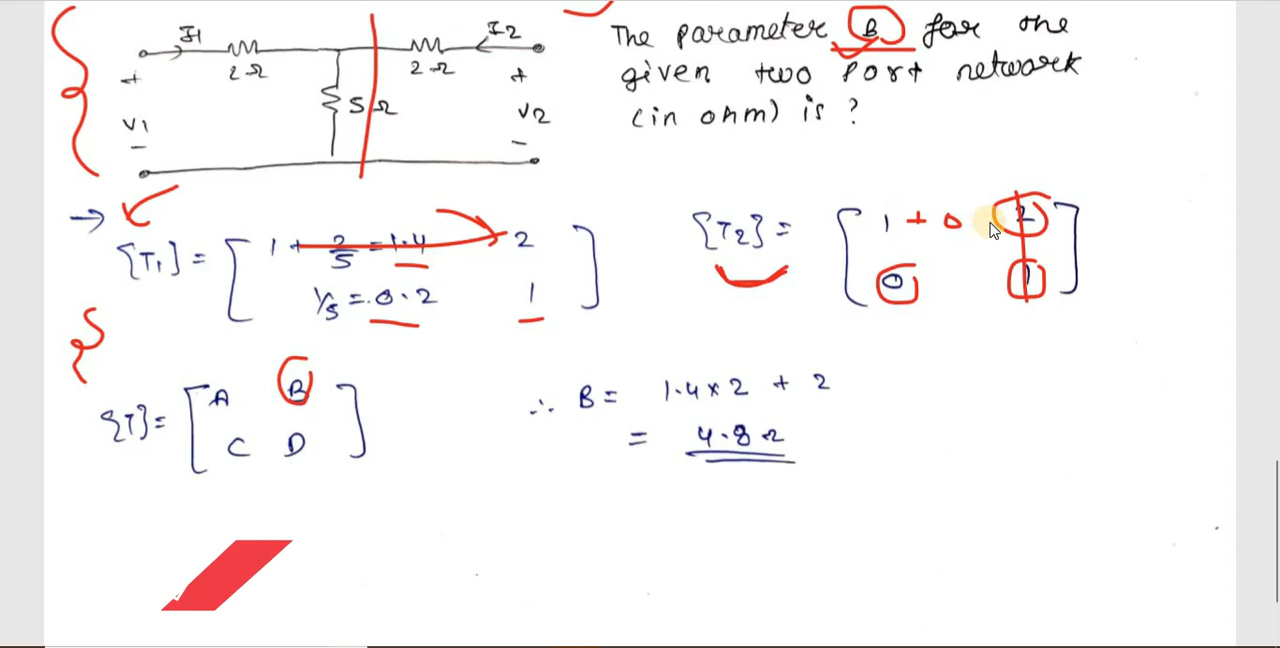 I1 2Ω 2Ω I2
+ V1 −
5Ω
+ V2 −
The parameter B for the
given two port network
(in ohm) is ?
→ [T1] = [ 1 + 2/5 = 1.4 2
1/5 = 0.2 1 ]
[T2] = [ 1 + 0 2
0 1 ]
[T] = [ A B
C D ]
∴ B = 1.4 × 2 + 2
= 4.8 Ω